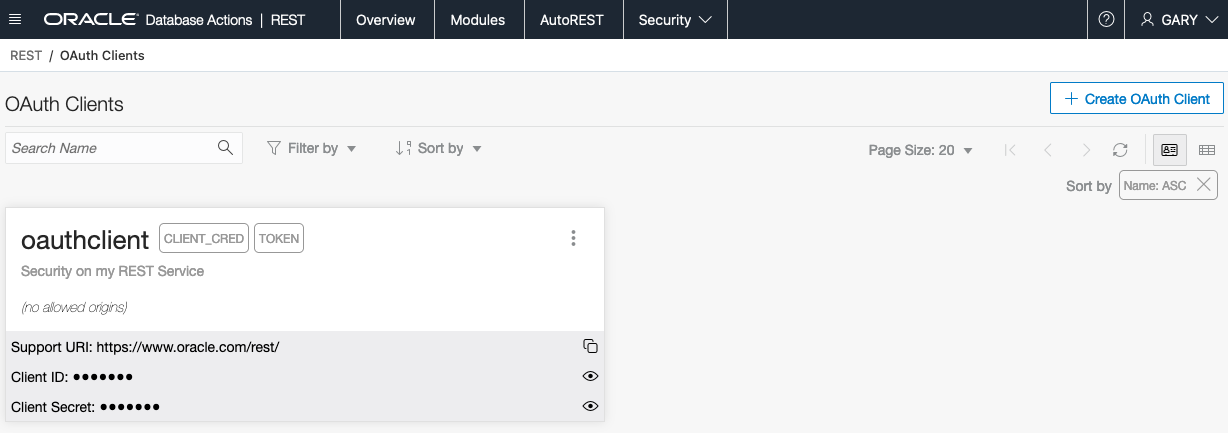 ORACLE Database Actions | REST Overview Modules AutoREST Security GARY
REST / OAuth Clients
OAuth Clients
+ Create OAuth Client
Search Name Filter by Sort by Page Size: 20
Sort by Name: ASC
oauthclient CLIENT_CRED TOKEN
Security on my REST Service
(no allowed origins)
Support URI: https://www.oracle.com/rest/
Client ID: •••••••
Client Secret: •••••••